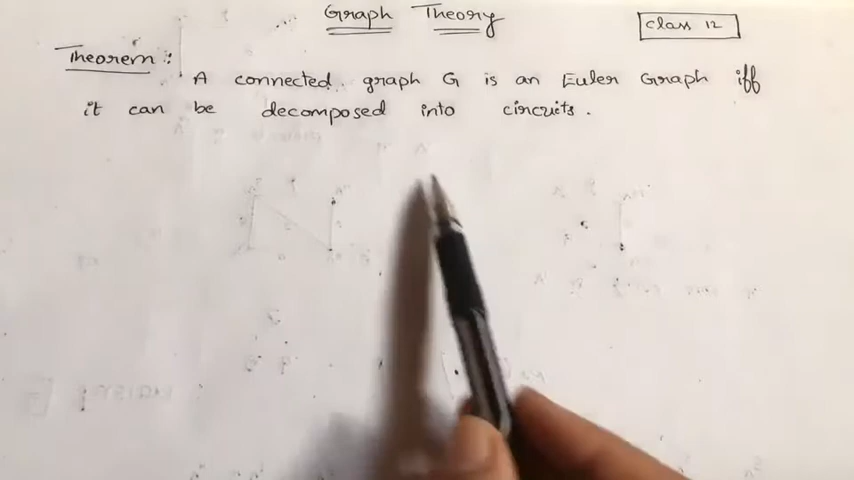 Graph Theory
class 12
Theorem :
A connected graph G is an Euler Graph iff
it can be decomposed into circuits.